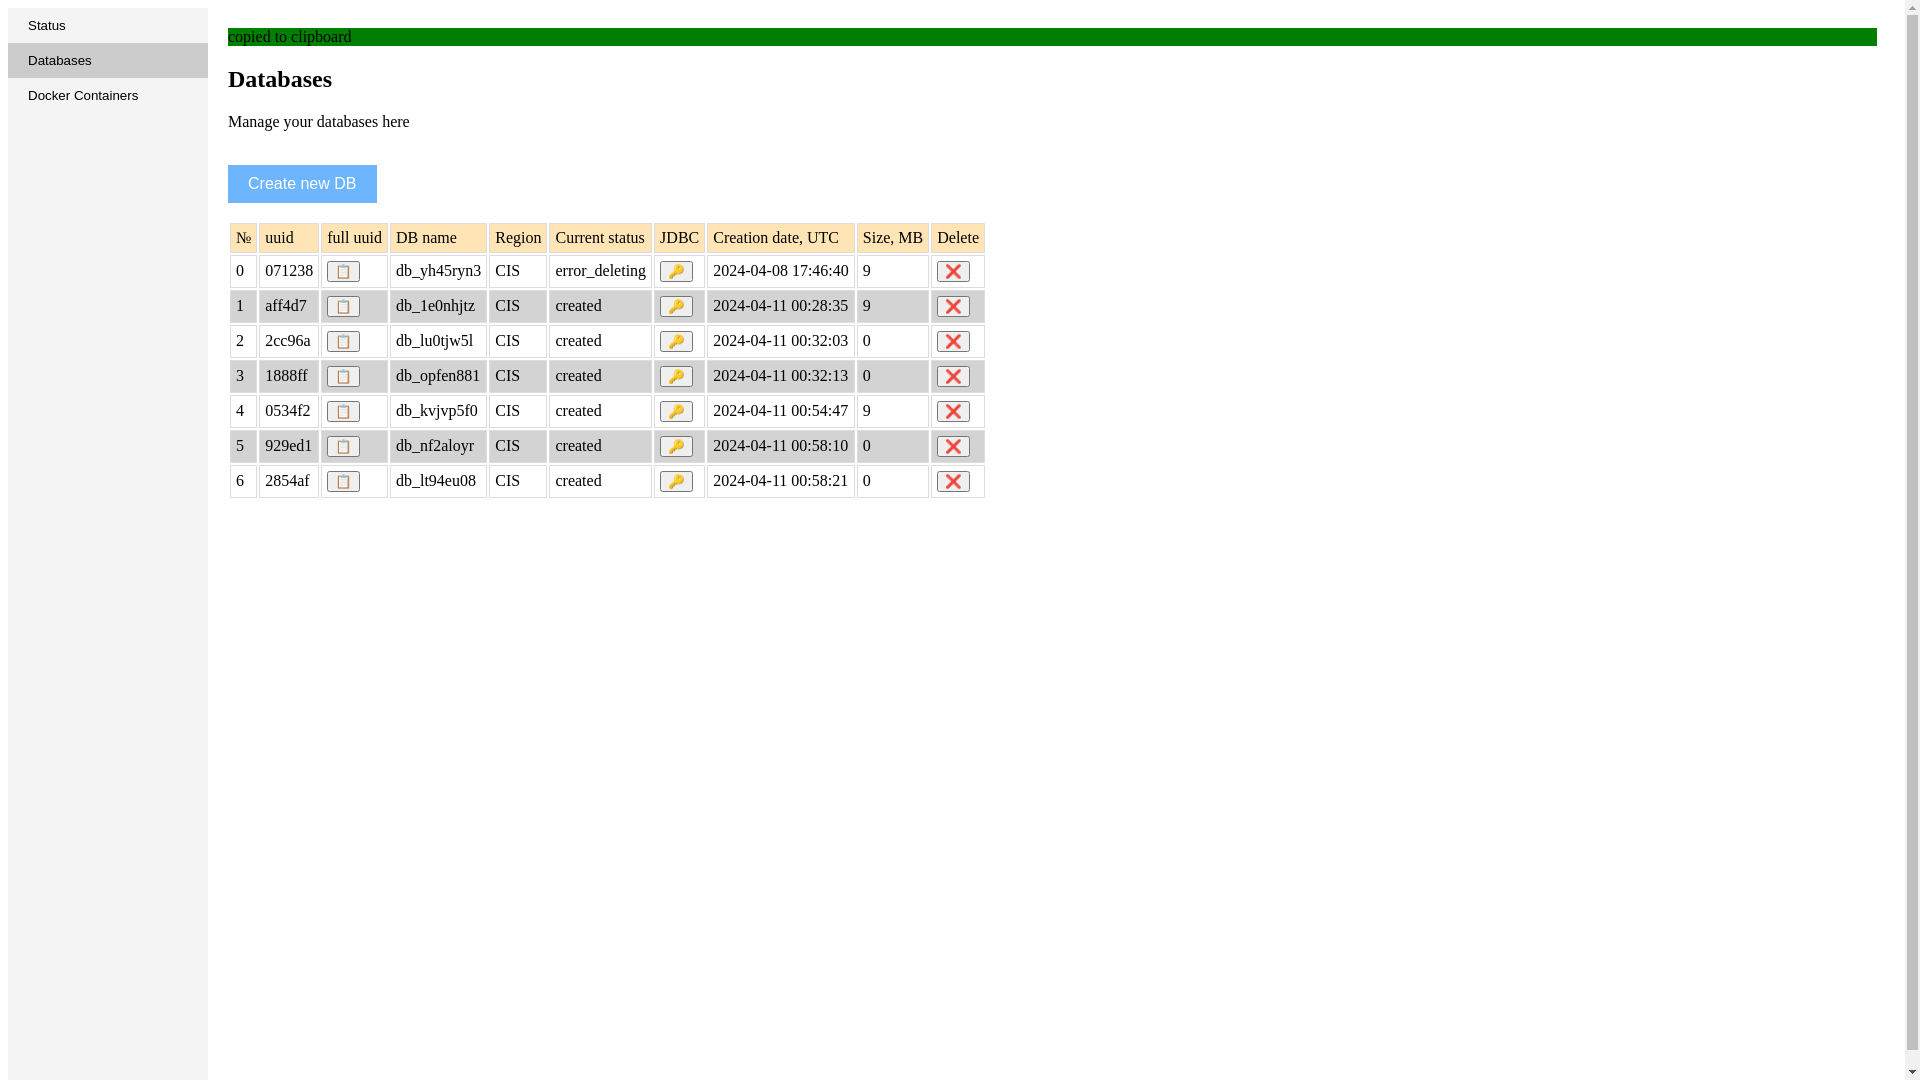 Status
Databases
Docker Containers
copied to clipboard
Databases
Manage your databases here
Create new DB
№ uuid full uuid DB name Region Current status JDBC Creation date, UTC Size, MB Delete
0 071238 db_yh45ryn3 CIS error_deleting 2024-04-08 17:46:40 9
1 aff4d7 db_1e0nhjtz CIS created 2024-04-11 00:28:35 9
2 2cc96a db_lu0tjw5l CIS created 2024-04-11 00:32:03 0
3 1888ff db_opfen881 CIS created 2024-04-11 00:32:13 0
4 0534f2 db_kvjvp5f0 CIS created 2024-04-11 00:54:47 9
5 929ed1 db_nf2aloyr CIS created 2024-04-11 00:58:10 0
6 2854af db_lt94eu08 CIS created 2024-04-11 00:58:21 0